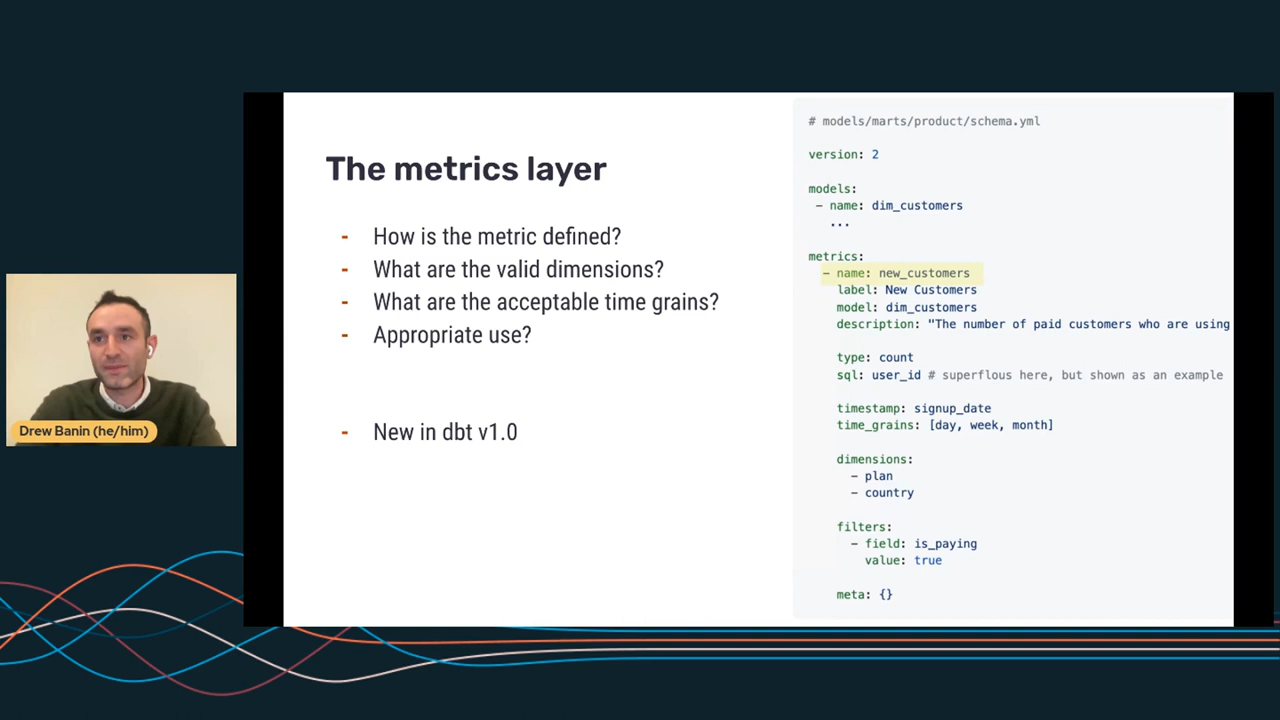 The metrics layer
- How is the metric defined?
- What are the valid dimensions?
- What are the acceptable time grains?
- Appropriate use?
- New in dbt v1.0
# models/marts/product/schema.yml
version: 2
models:
- name: dim_customers
...
metrics:
- name: new_customers
label: New Customers
model: dim_customers
description: "The number of paid customers who are using
type: count
sql: user_id # superflous here, but shown as an example
timestamp: signup_date
time_grains: [day, week, month]
dimensions:
- plan
- country
filters:
- field: is_paying
value: true
meta: {}
Drew Banin (he/him)